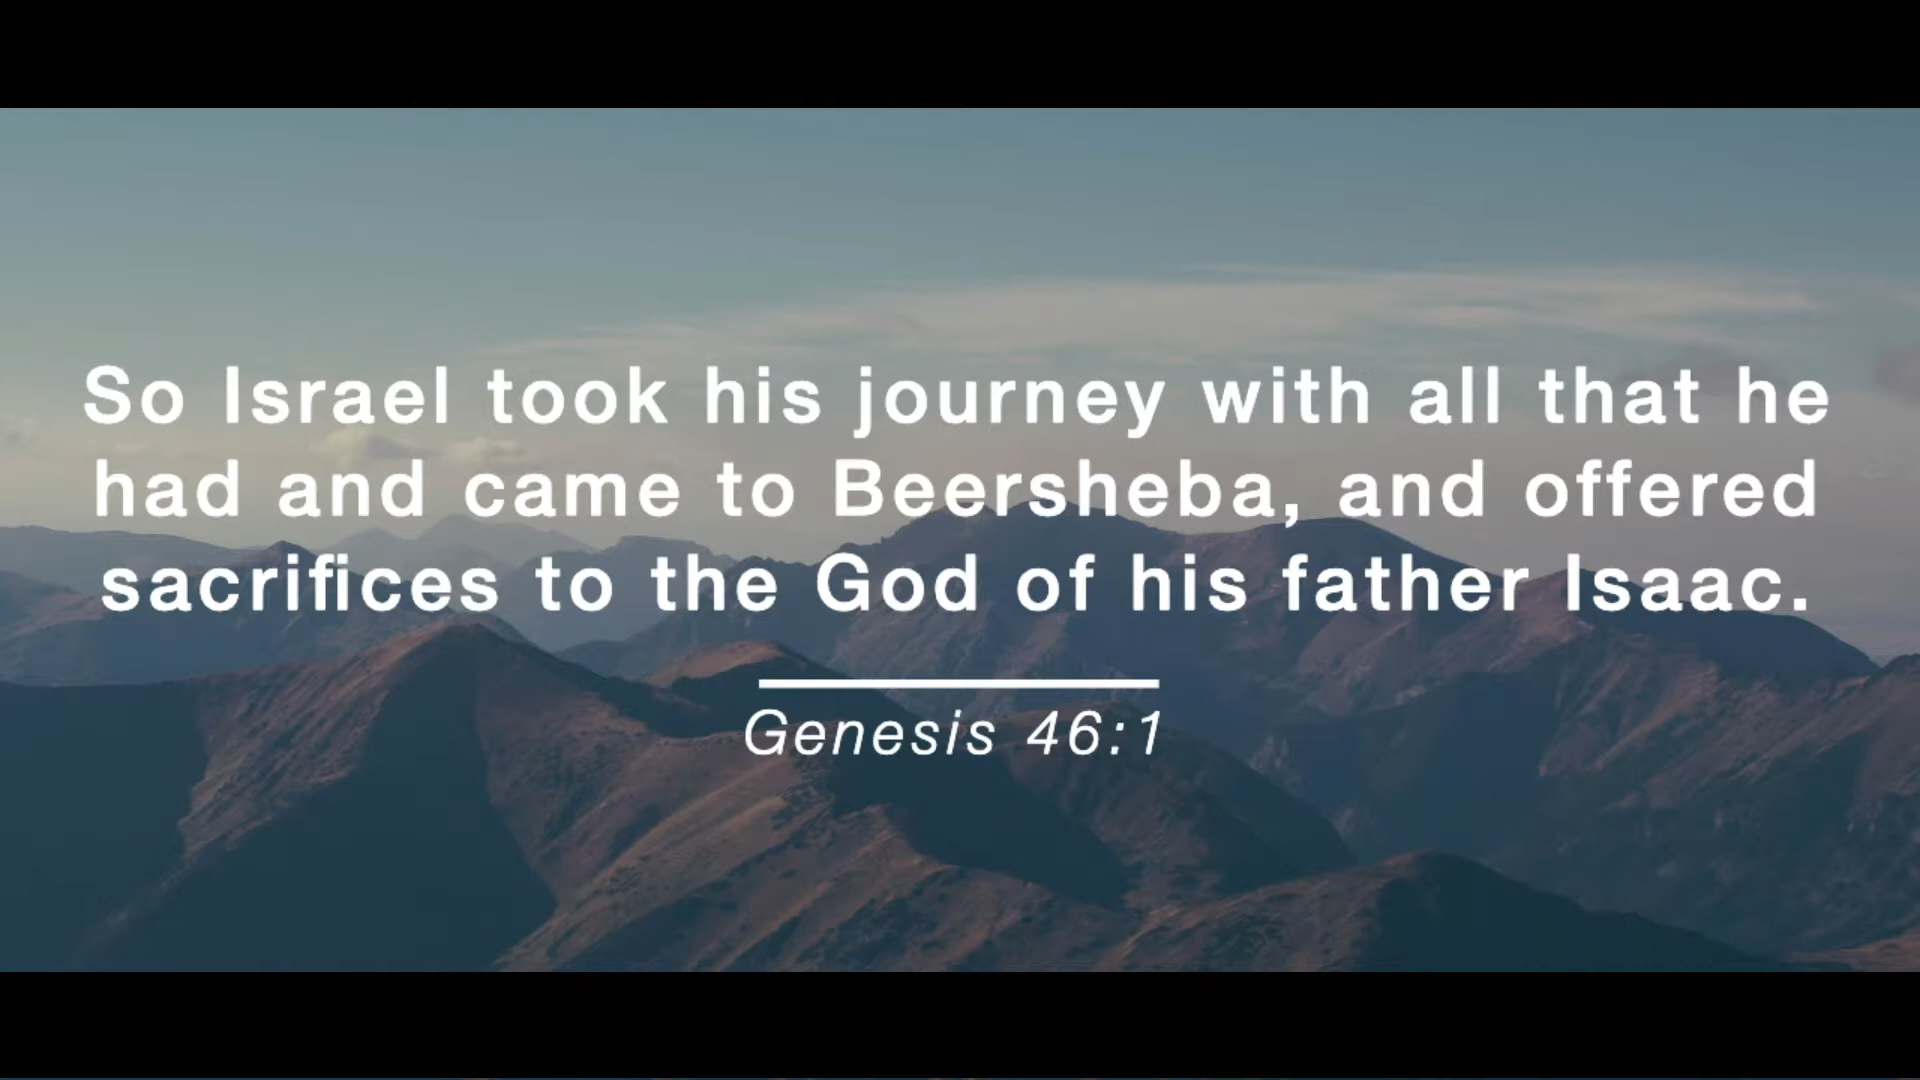 So Israel took his journey with all that he
had and came to Beersheba, and offered
sacrifices to the God of his father Isaac.
Genesis 46:1